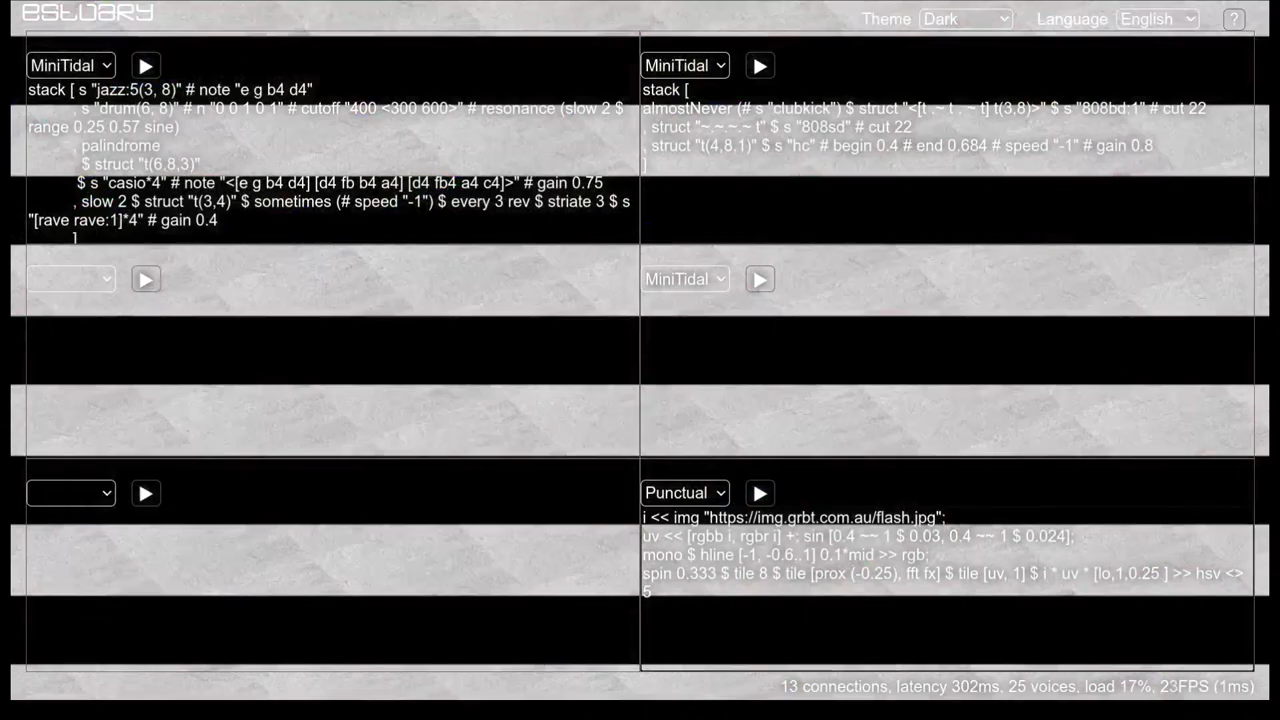 estuary
Theme Dark Language English ?
MiniTidal
stack [ s "jazz:5(3, 8)" # note "e g b4 d4"
, s "drum(6, 8)" # n "0 0 1 0 1" # cutoff "400 <300 600>" # resonance (slow 2 $
range 0.25 0.57 sine)
, palindrome
$ struct "t(6,8,3)"
$ s "casio*4" # note "<[e g b4 d4] [d4 fb b4 a4] [d4 fb4 a4 c4]>" # gain 0.75
, slow 2 $ struct "t(3,4)" $ sometimes (# speed "-1") $ every 3 rev $ striate 3 $ s
"[rave rave:1]*4" # gain 0.4
]
MiniTidal
stack [
almostNever (# s "clubkick") $ struct "<[t .~ t . ~ t] t(3,8)>" $ s "808bd:1" # cut 22
, struct "~.~.~.~ t" $ s "808sd" # cut 22
, struct "t(4,8,1)" $ s "hc" # begin 0.4 # end 0.684 # speed "-1" # gain 0.8
]
MiniTidal
Punctual
i << img "https://img.grbt.com.au/flash.jpg";
uv << [rgbb i, rgbr i] +: sin [0.4 ~~ 1 $ 0.03, 0.4 ~~ 1 $ 0.024];
mono $ hline [-1, -0.6..1] 0.1*mid >> rgb;
spin 0.333 $ tile 8 $ tile [prox (-0.25), fft fx] $ tile [uv, 1] $ i * uv * [lo,1,0.25 ] >> hsv <>
5
13 connections, latency 302ms, 25 voices, load 17%, 23FPS (1ms)